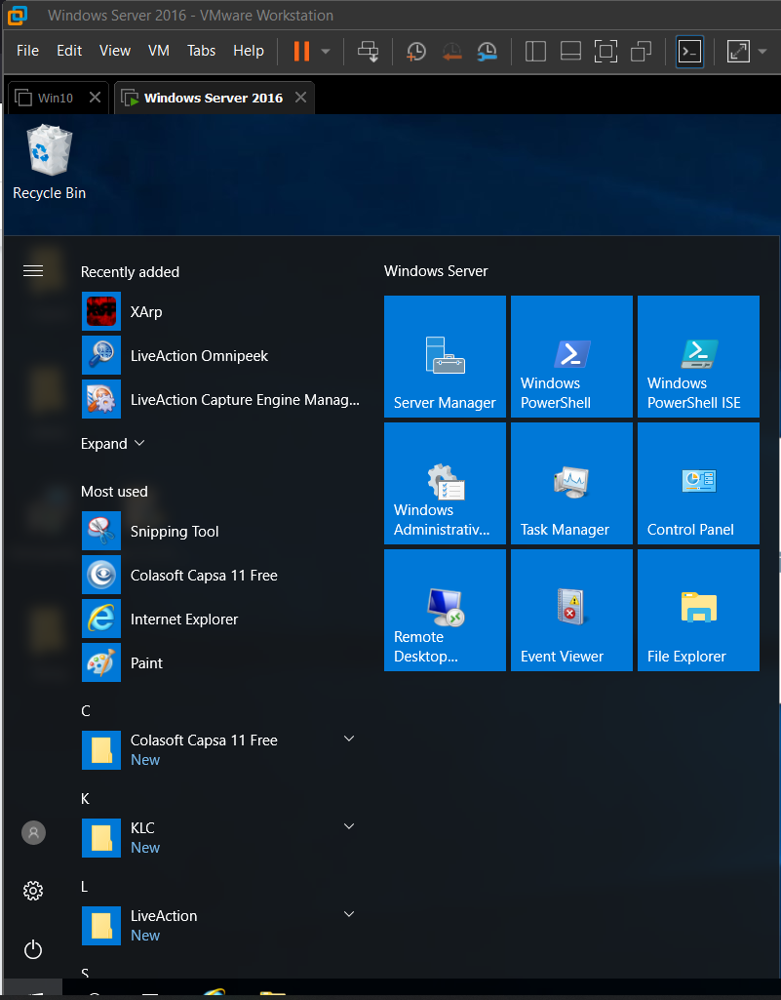 Windows Server 2016 - VMware Workstation
File Edit View VM Tabs Help
Win10
Windows Server 2016
Recycle Bin
Recently added
XArp
LiveAction Omnipeek
LiveAction Capture Engine Manag...
Expand
Most used
Snipping Tool
Colasoft Capsa 11 Free
Internet Explorer
Paint
C
Colasoft Capsa 11 Free
New
K
KLC
New
L
LiveAction
New
S
Windows Server
Server Manager
Windows
PowerShell
Windows
PowerShell ISE
Windows
Administrativ...
Task Manager
Control Panel
Remote
Desktop...
Event Viewer
File Explorer